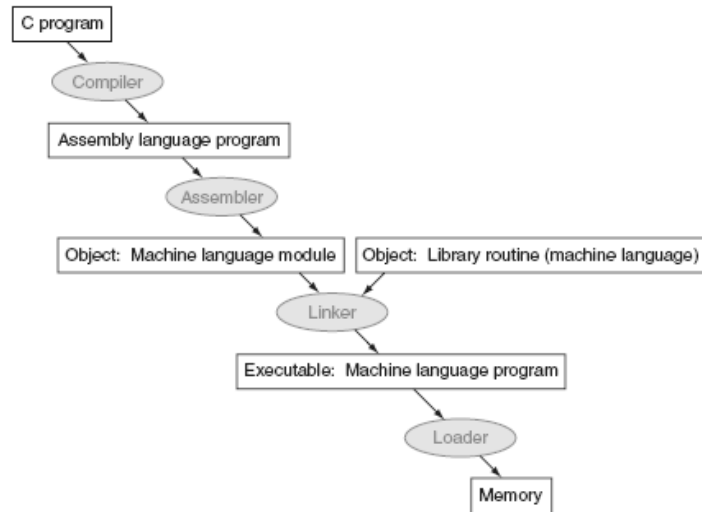 C program
Compiler
Assembly language program
Assembler
Object: Machine language module
Object: Library routine (machine language)
Linker
Executable: Machine language program
Loader
Memory